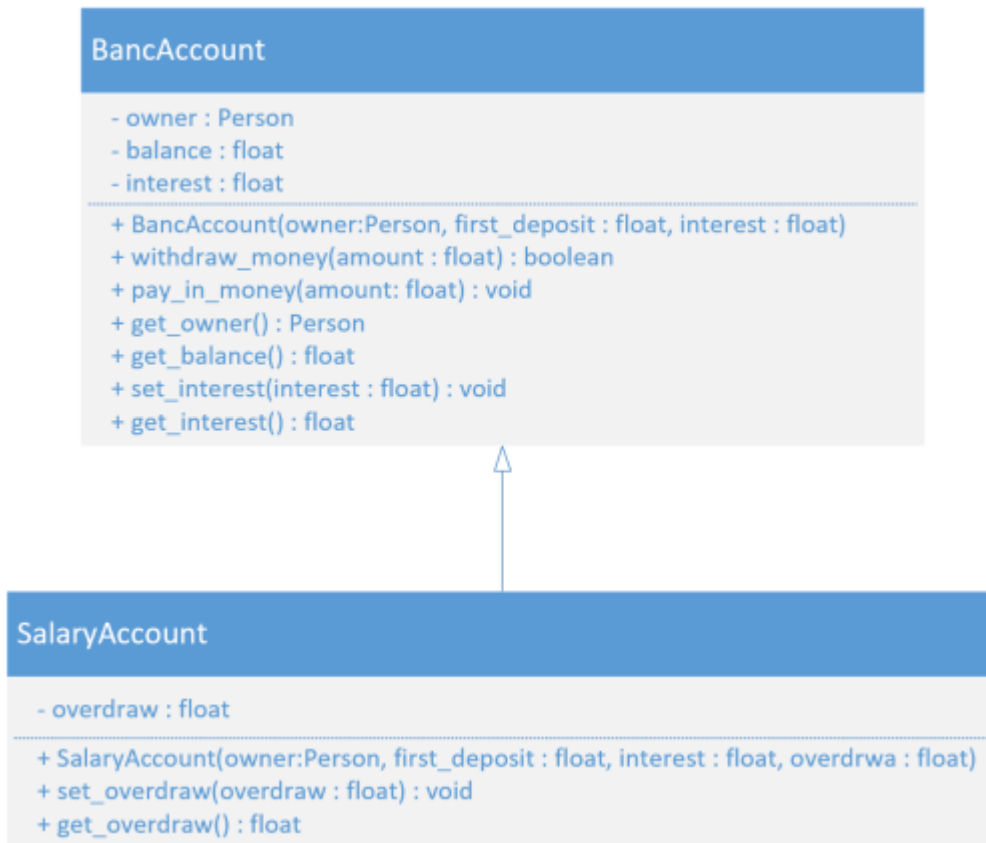 BancAccount
- owner : Person
- balance : float
- interest : float
+ BancAccount(owner:Person, first_deposit : float, interest : float)
+ withdraw_money(amount : float) : boolean
+ pay_in_money(amount: float) : void
+ get_owner() : Person
+ get_balance() : float
+ set_interest(interest : float) : void
+ get_interest() : float
SalaryAccount
- overdraw : float
+ SalaryAccount(owner:Person, first_deposit : float, interest : float, overdrwa : float)
+ set_overdraw(overdraw : float) : void
+ get_overdraw() : float